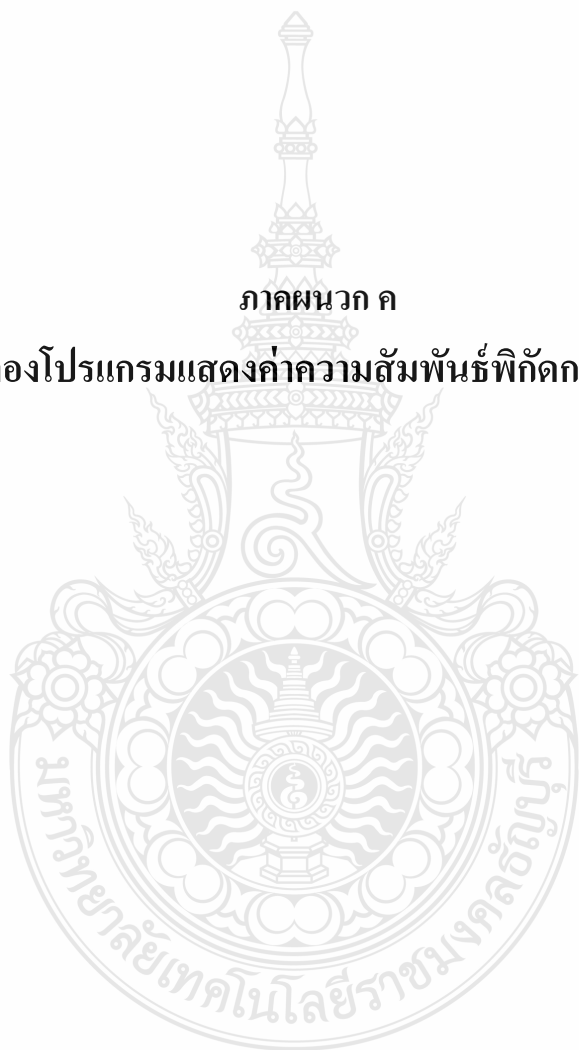 ภาคผนวก ค
องโปรแกรมแสดงค่าความสัมพันธ์พิกัดก
มหาวิทยาลัยเทคโนโลยีราชมงคลธัญบุรี